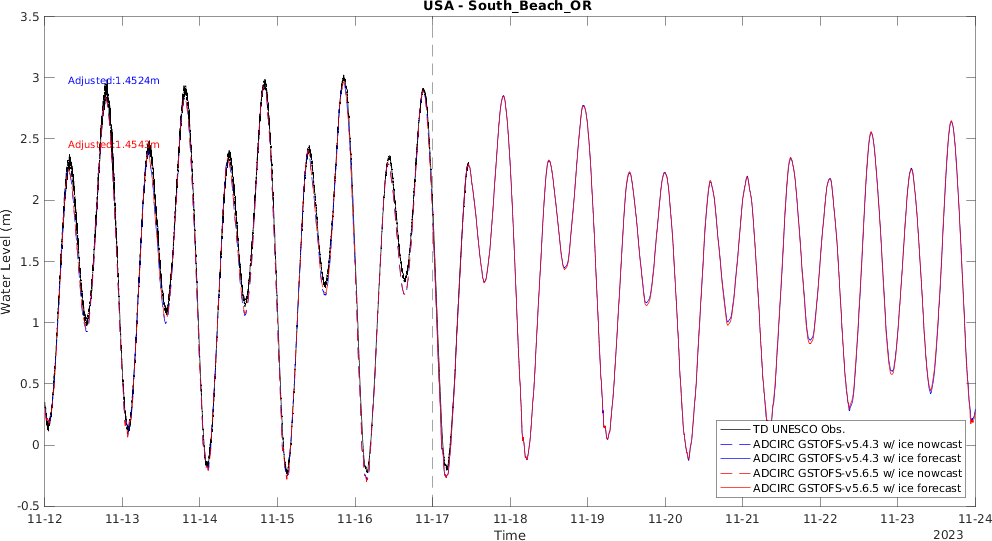 USA - South_Beach_OR
3.5
3
2.5
2
1.5
1
0.5
0
-0.5
Water Level (m)
Adjusted:1.4524m
Adjusted:1.4543m
TD UNESCO Obs.
ADCIRC GSTOFS-v5.4.3 w/ ice nowcast
ADCIRC GSTOFS-v5.4.3 w/ ice forecast
ADCIRC GSTOFS-v5.6.5 w/ ice nowcast
ADCIRC GSTOFS-v5.6.5 w/ ice forecast
11-12 11-13 11-14 11-15 11-16 11-17 11-18 11-19 11-20 11-21 11-22 11-23 11-24
Time
2023